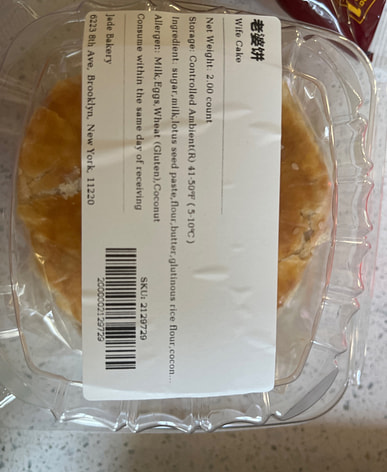 老婆饼
Wife Cake
Net Weight: 2.00 count
Storage: Controlled Ambient(R) 41-50°F ( 5-10°C )
Ingredient: sugar,milk,lotus seed paste,flour,butter,glutinous rice flour,cocon...
Allergen: Milk,Eggs,Wheat (Gluten),Coconut
Consume within the same day of receiving
SKU: 2129729
2000002129729
Jade Bakery
6223 8th Ave, Brooklyn, New York, 11220